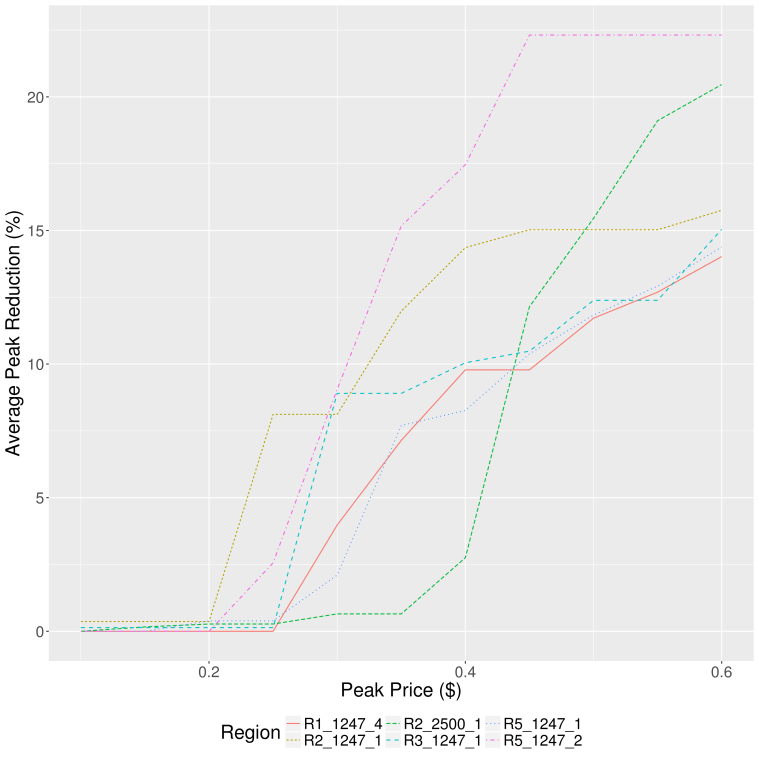 20
15
10
5
0
Average Peak Reduction (%)
0.2 0.4 0.6
Peak Price ($)
Region
R1_1247_4 R2_2500_1 R5_1247_1
R2_1247_1 R3_1247_1 R5_1247_2